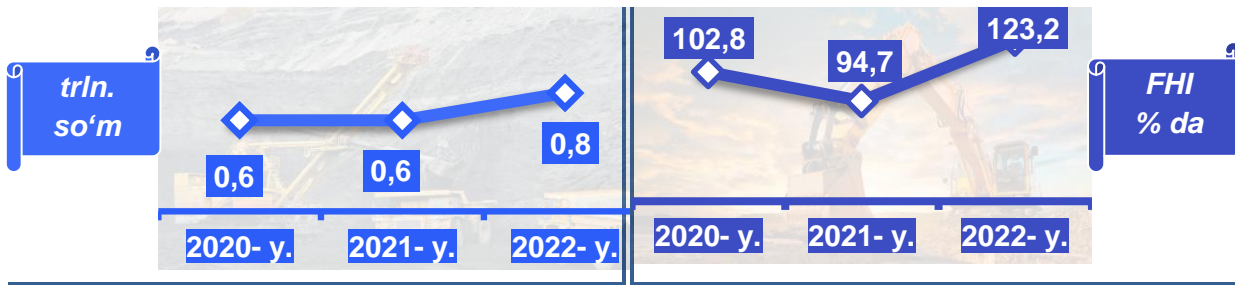 trln.
so‘m
0,6
0,6
0,8
2020- y.
2021- y.
2022- y.
102,8
94,7
123,2
2020- y.
2021- y.
2022- y.
FHI
% da